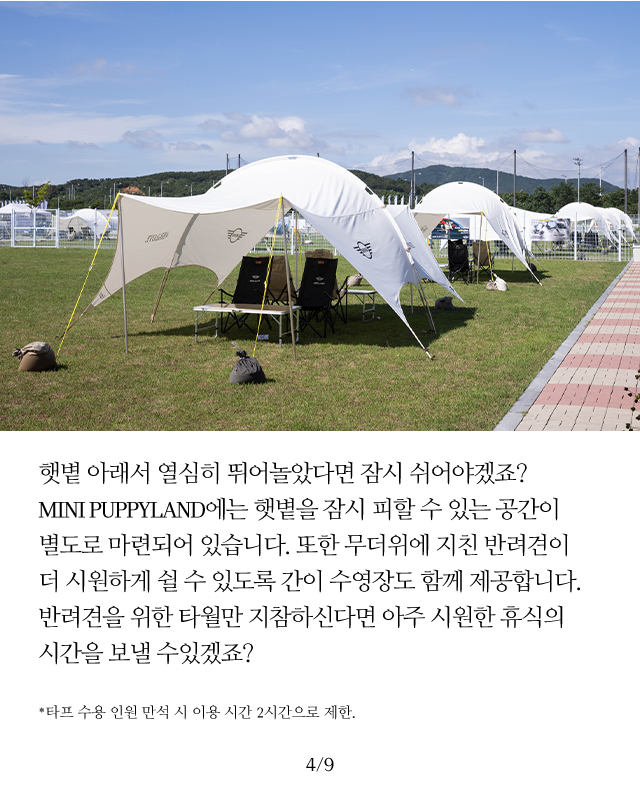 햇볕 아래서 열심히 뛰어놀았다면 잠시 쉬어야겠죠?
MINI PUPPYLAND에는 햇볕을 잠시 피할 수 있는 공간이
별도로 마련되어 있습니다. 또한 무더위에 지친 반려견이
더 시원하게 쉴 수 있도록 간이 수영장도 함께 제공합니다.
반려견을 위한 타월만 지참하신다면 아주 시원한 휴식의
시간을 보낼 수있겠죠?
*타프 수용 인원 만석 시 이용 시간 2시간으로 제한.
4/9